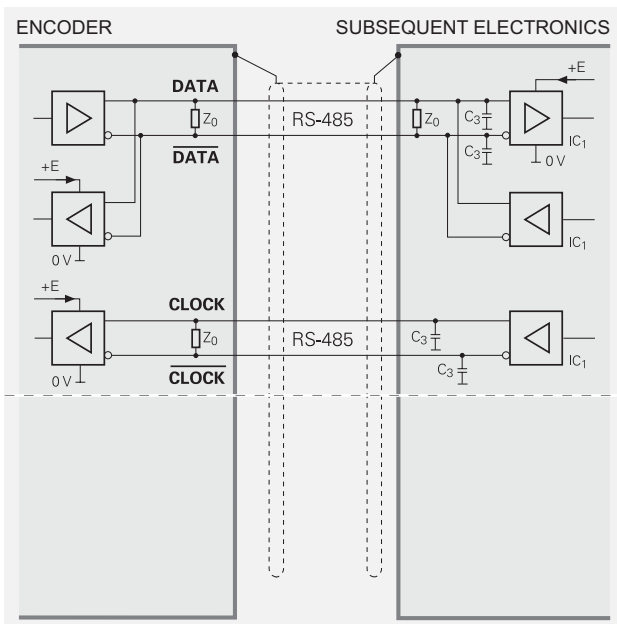 ENCODER
SUBSEQUENT ELECTRONICS
+E
DATA
Z0
RS-485
Z0
C3
IC1
DATA
C3
0 V
+E
0 V
IC1
+E
CLOCK
Z0
RS-485
C3
IC1
CLOCK
C3
0 V